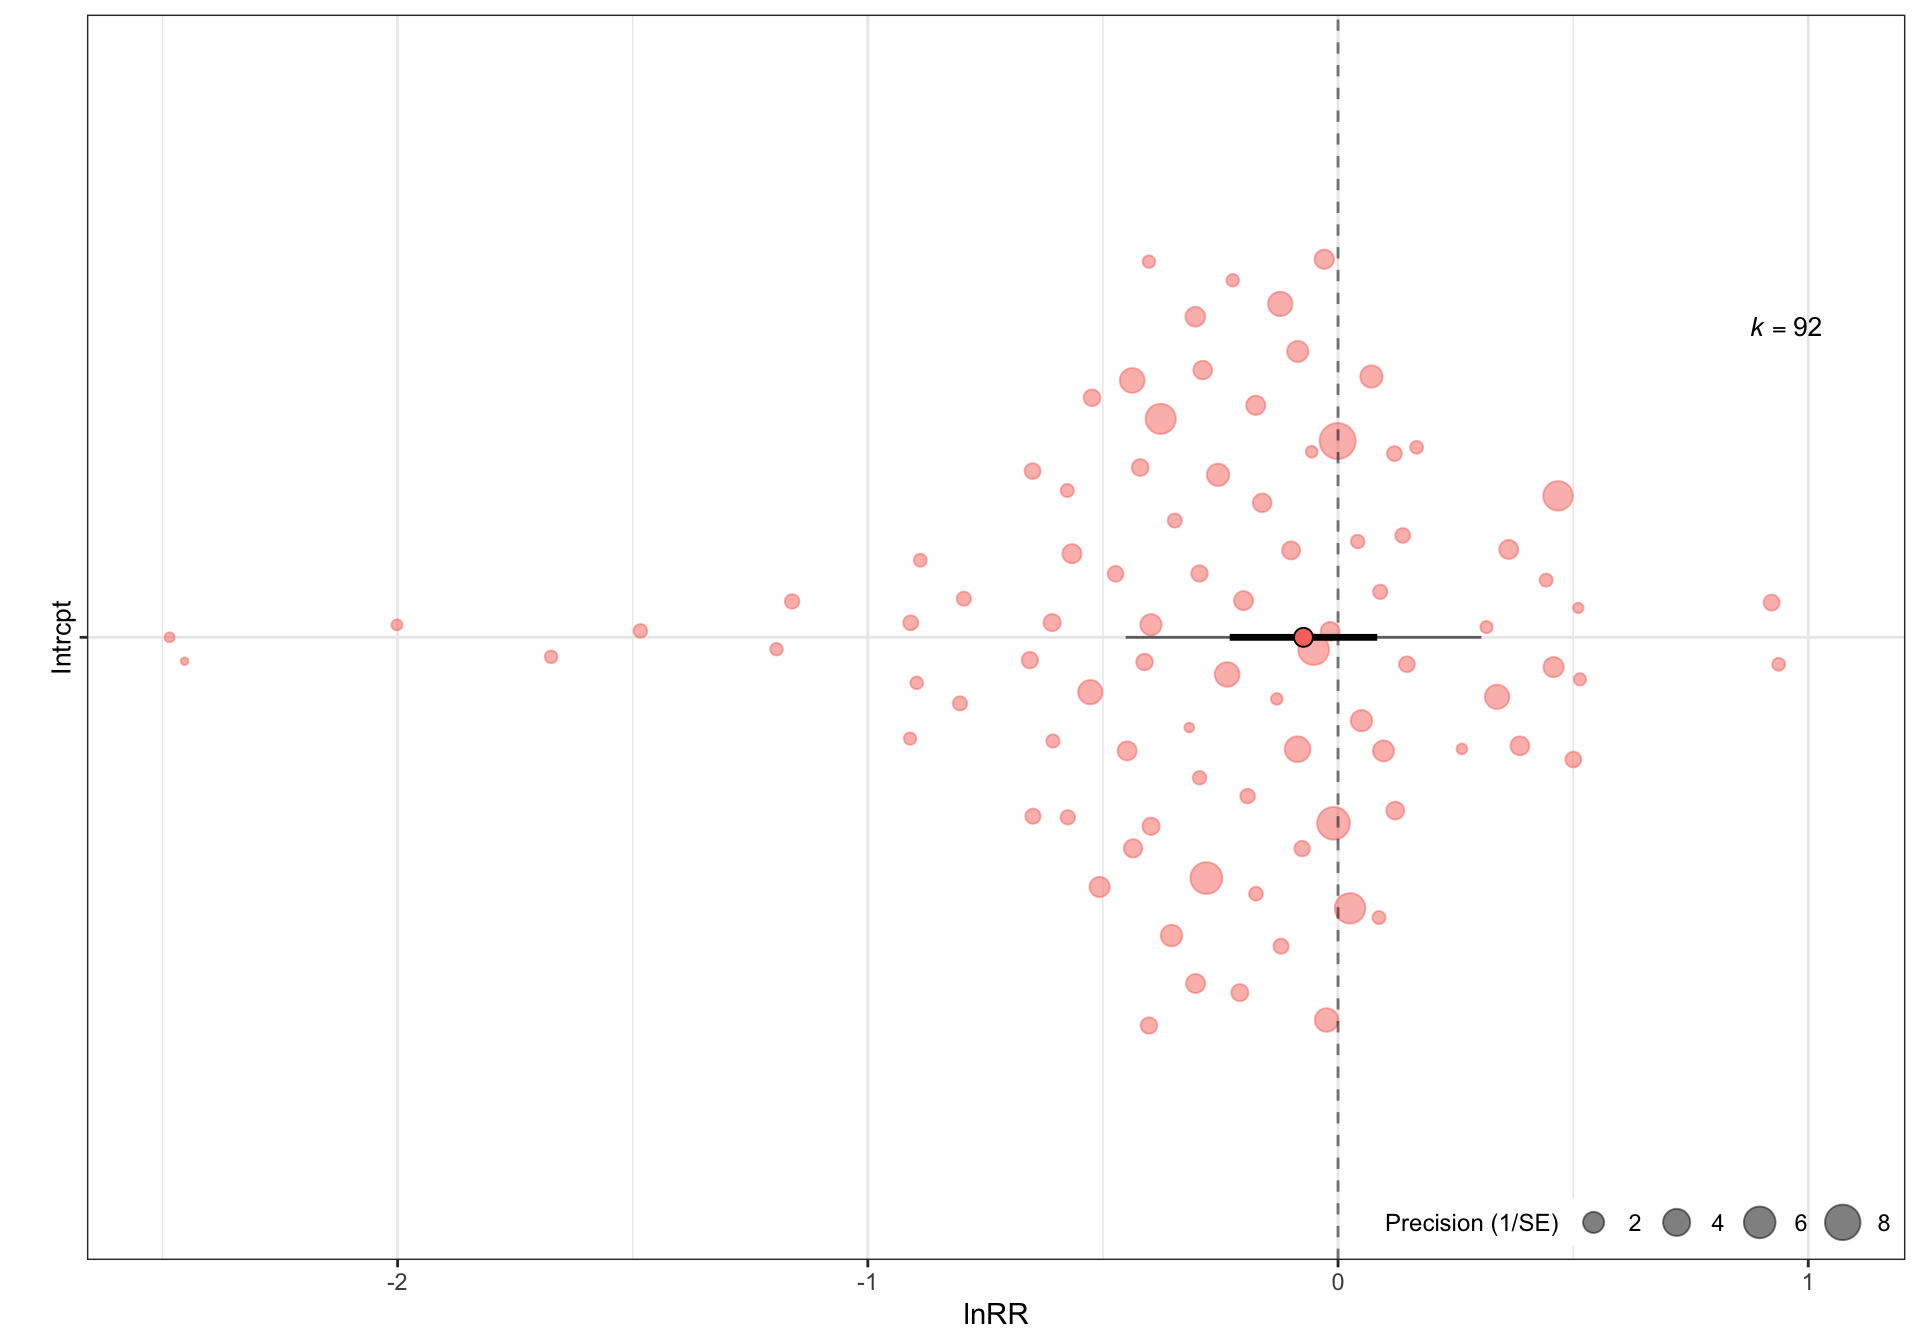 k = 92
Intrcpt
Precision (1/SE) 2 4 6 8
-2 -1 0 1
lnRR